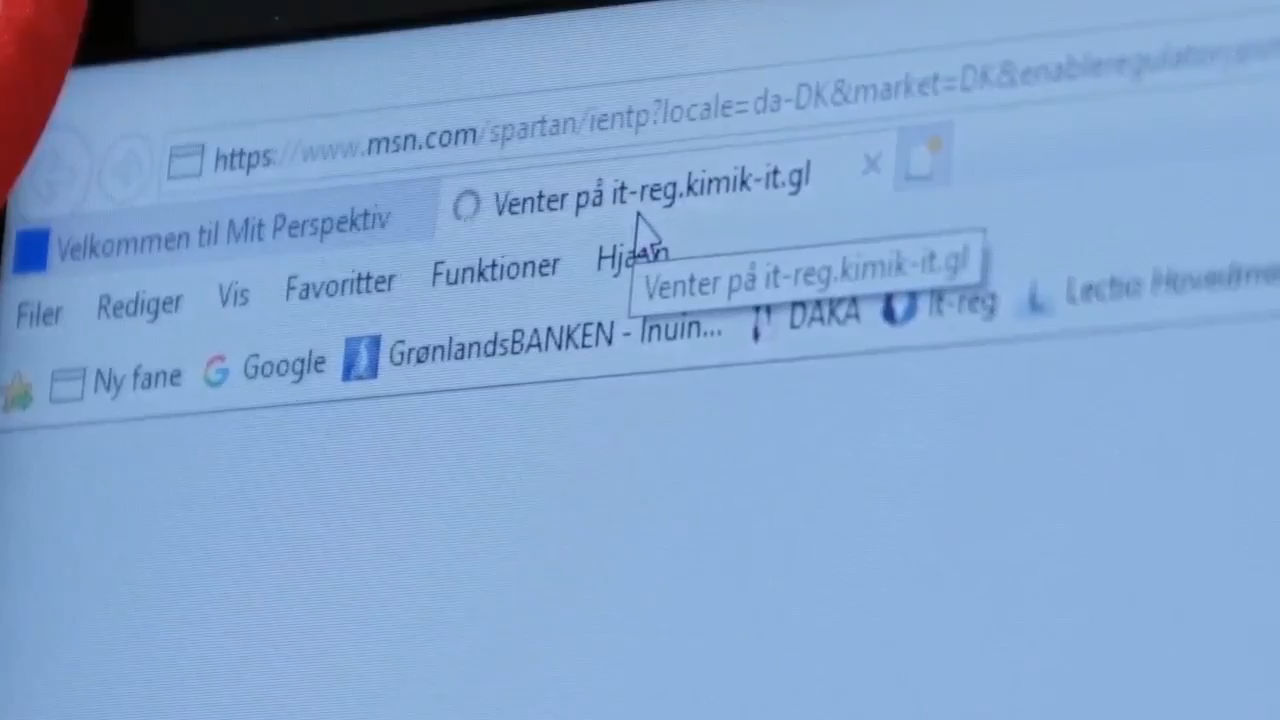 https://www.msn.com/spartan/ientp?locale=da-DK&market=DK&enableregulatory
Velkommen til Mit Perspektiv
Venter på it-reg.kimik-it.gl
Filer Rediger Vis Favoritter Funktioner
Venter på it-reg.kimik-it.gl
Ny fane Google GrønlandsBANKEN - Inuin... DAKA It-reg Lectio